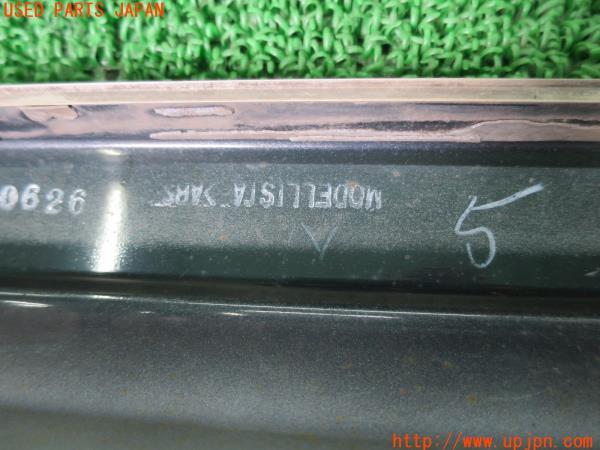 USED PARTS JAPAN
0626
MODELLISTA
5
http://www.upjpn.com/